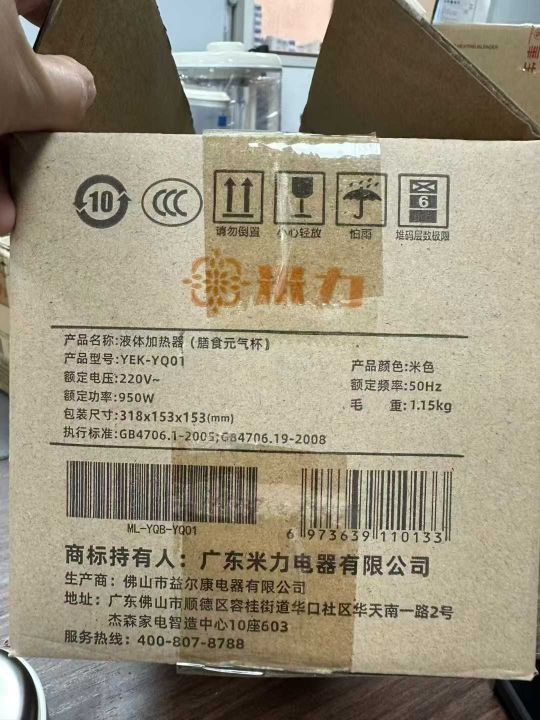 HEATING BLENDER
10
CCC
6
请勿倒置 小心轻放 怕雨 堆码层数极限
米力
产品名称:液体加热器（膳食元气杯）
产品型号:YEK-YQ01 产品颜色:米色
额定电压:220V~ 额定频率:50Hz
额定功率:950W 毛 重:1.15kg
包装尺寸:318x153x153(mm)
执行标准:GB4706.1-2005;GB4706.19-2008
ML-YQB-YQ01
6 973639 110133
商标持有人：广东米力电器有限公司
生产商：佛山市益尔康电器有限公司
地址：广东佛山市顺德区容桂街道华口社区华天南一路2号
杰森家电智造中心10座603
服务热线：400-807-8788